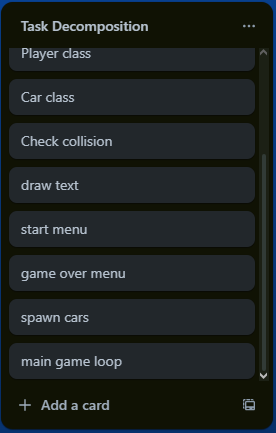 Task Decomposition
Player class
Car class
Check collision
draw text
start menu
game over menu
spawn cars
main game loop
Add a card